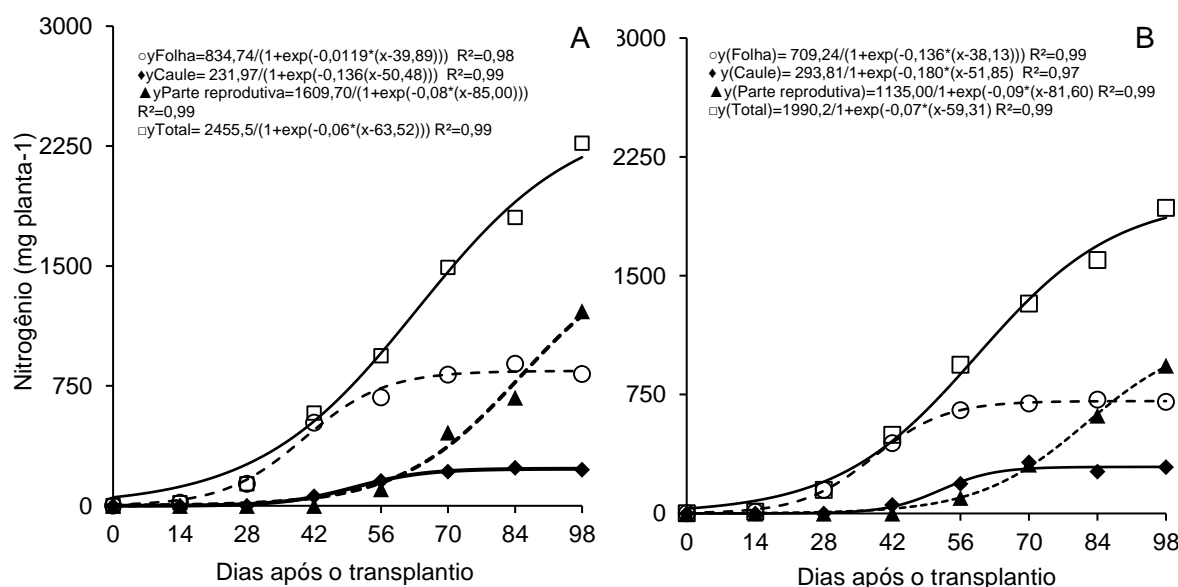 3000
A
○yFolha=834,74/(1+exp(-0,0119*(x-39,89))) R²=0,98
♦yCaule= 231,97/(1+exp(-0,136(x-50,48))) R²=0,99
▲yParte reprodutiva=1609,70/(1+exp(-0,08*(x-85,00)))
R²=0,99
□yTotal= 2455,5/(1+exp(-0,06*(x-63,52))) R²=0,99
2250
1500
750
0
Nitrogênio (mg planta-1)
0 14 28 42 56 70 84 98
Dias após o transplantio
3000
B
○y(Folha)= 709,24/(1+exp(-0,136*(x-38,13))) R²=0,99
♦y(Caule)= 293,81/1+exp(-0,180*(x-51,85) R²=0,97
▲y(Parte reprodutiva)=1135,00/1+exp(-0,09*(x-81,60) R²=0,99
□y(Total)=1990,2/1+exp(-0,07*(x-59,31) R²=0,99
2250
1500
750
0
0 14 28 42 56 70 84 98
Dias após o transplantio